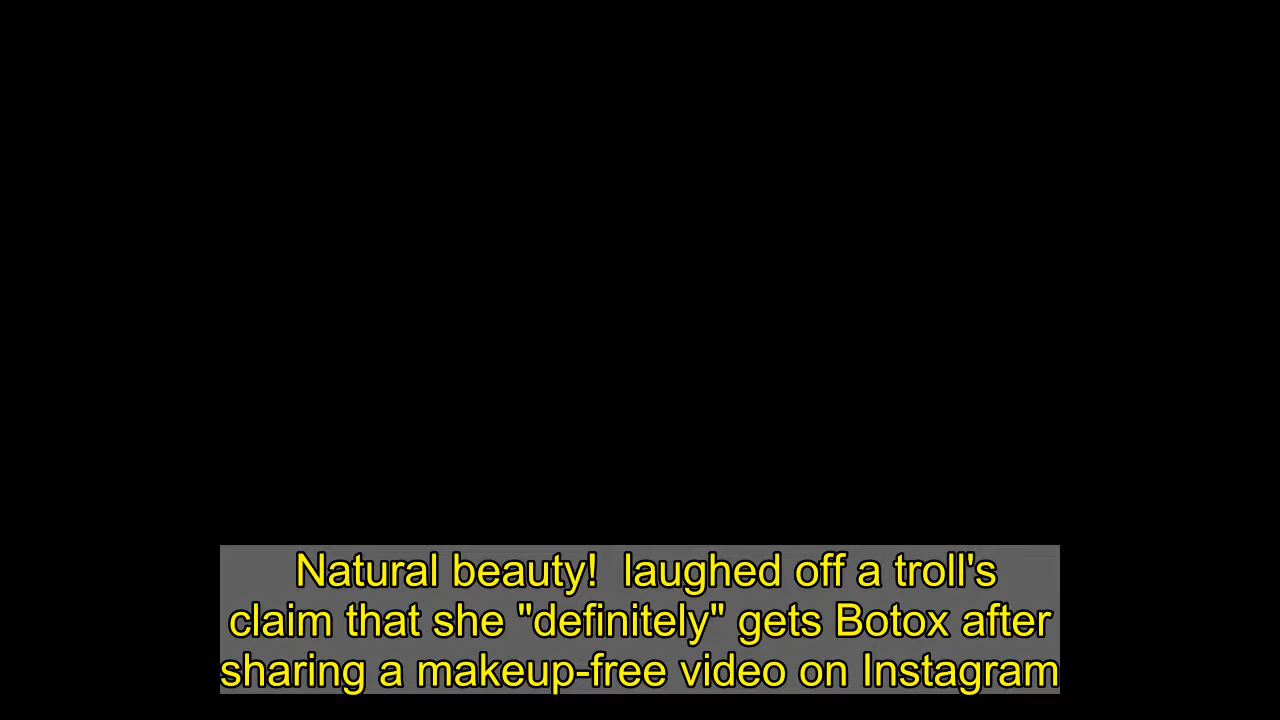 Natural beauty!  laughed off a troll's
claim that she "definitely" gets Botox after
sharing a makeup-free video on Instagram